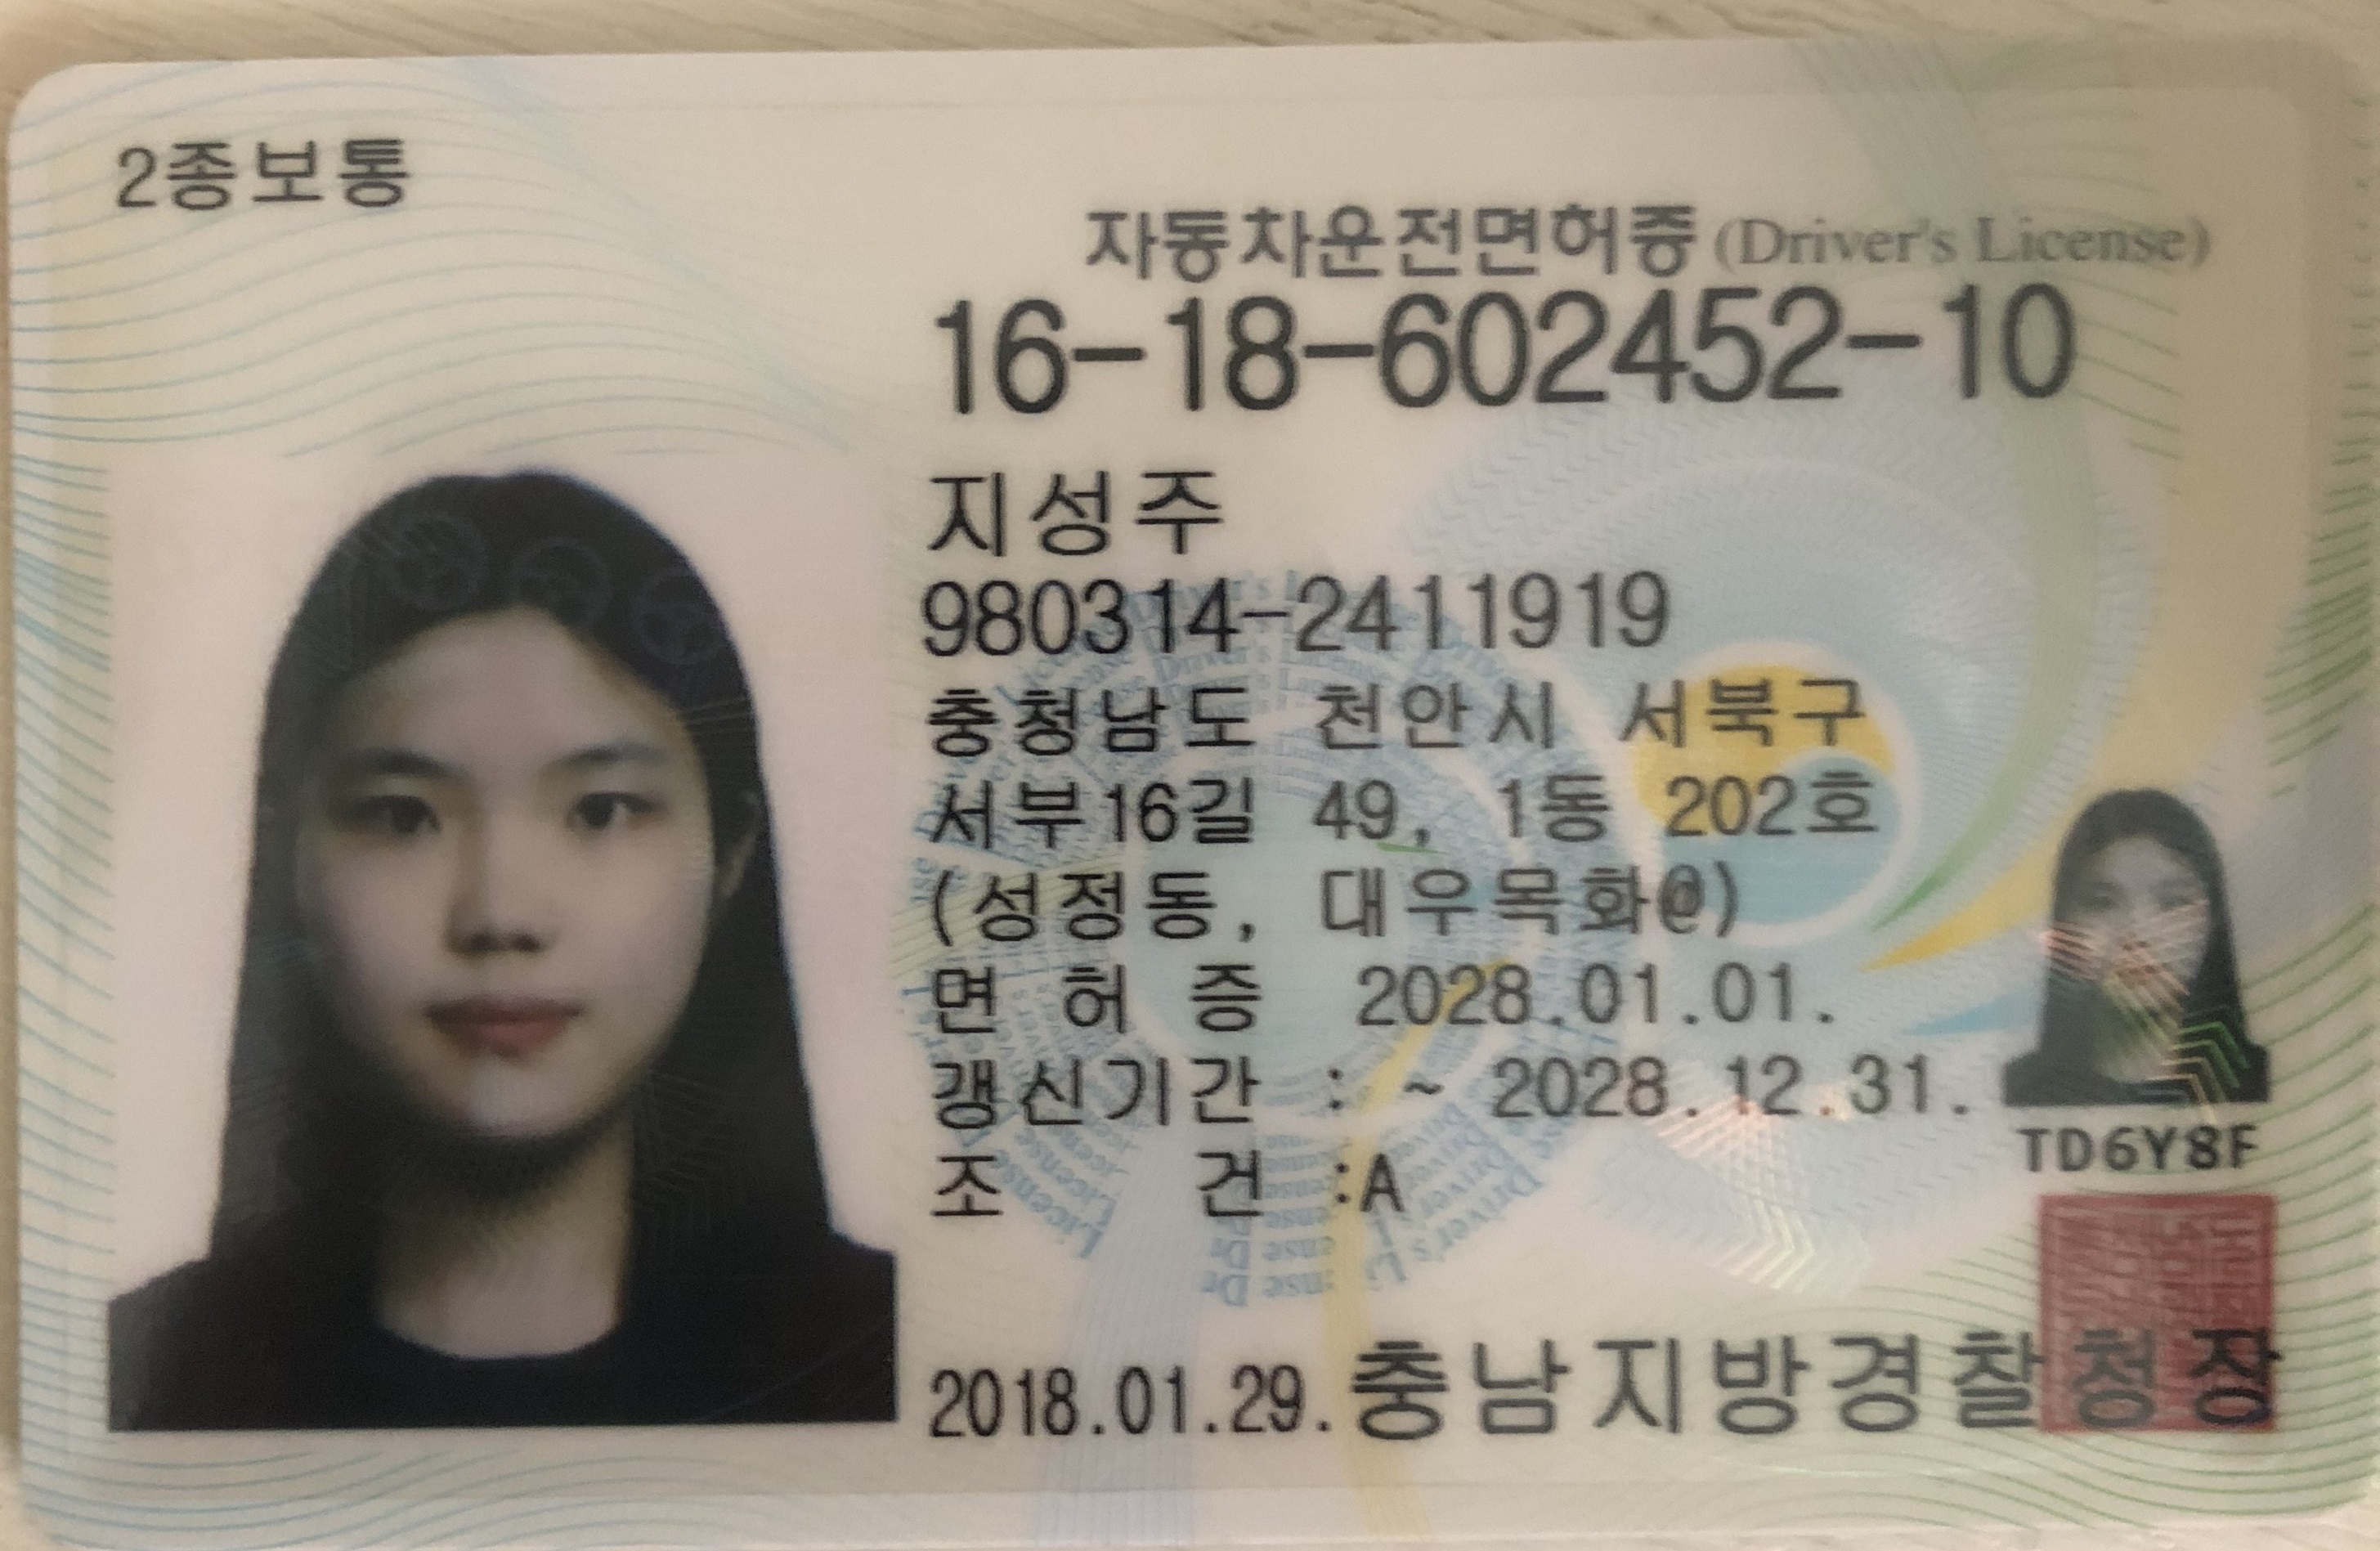 2종보통
자동차운전면허증 (Driver's License)
16-18-602452-10
지성주
980314-2411919
충청남도 천안시 서북구
서부16길 49, 1동 202호
(성정동, 대우목화@)
면 허 증 2028.01.01.
갱신기간 : ~ 2028.12.31.
조 건 :A
TD6Y8F
2018.01.29. 충남지방경찰청장